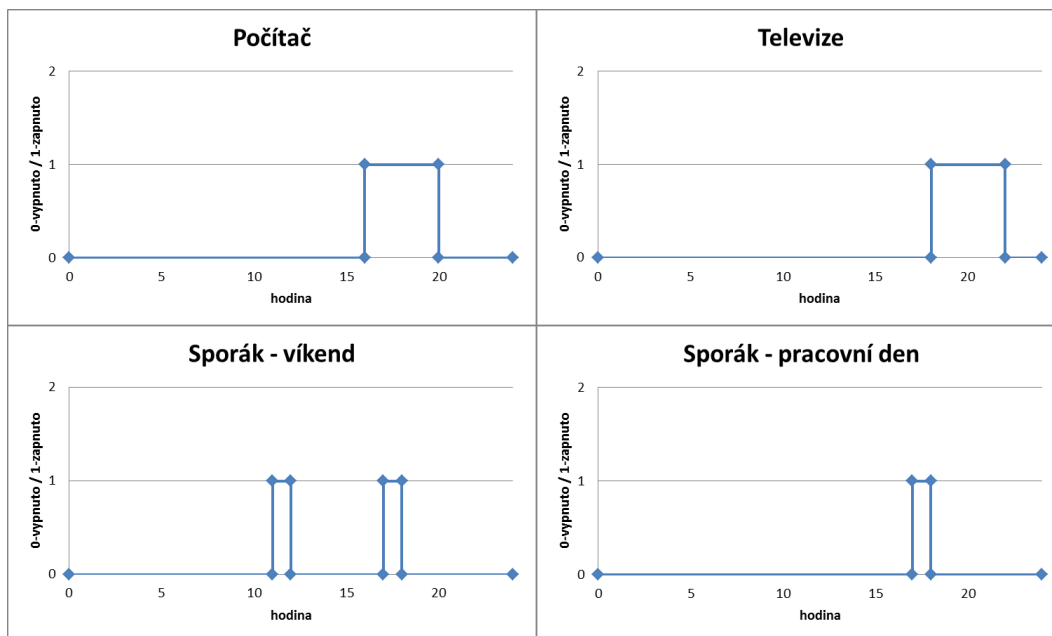 Počítač
0-vypnuto / 1-zapnuto
2
1
0
0 5 10 15 20
hodina
Televize
0-vypnuto / 1-zapnuto
2
1
0
0 5 10 15 20
hodina
Sporák - víkend
0-vypnuto / 1-zapnuto
2
1
0
0 5 10 15 20
hodina
Sporák - pracovní den
0-vypnuto / 1-zapnuto
2
1
0
0 5 10 15 20
hodina